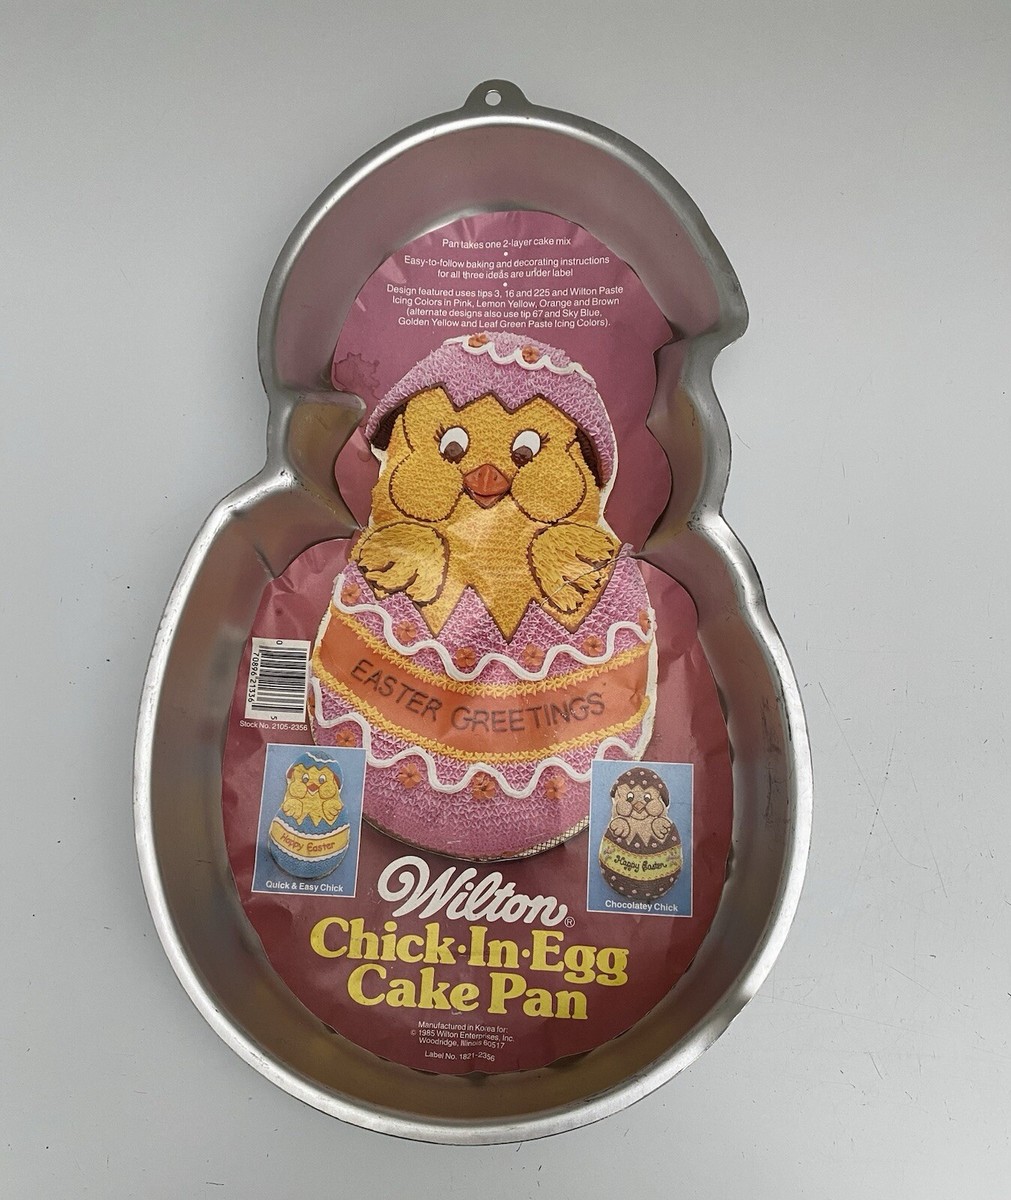 Pan takes one 2-layer cake mix
•
Easy-to-follow baking and decorating instructions
for all three ideas are under label
•
Design featured uses tips 3, 16 and 225 and Wilton Paste
Icing Colors in Pink, Lemon Yellow, Orange and Brown
(alternate designs also use tip 67 and Sky Blue,
Golden Yellow and Leaf Green Paste Icing Colors).
EASTER GREETINGS
0
70896 21336
5
Stock No. 2105-2356
Happy Easter
Quick & Easy Chick
Happy Easter
Chocolatey Chick
Wilton®
Chick·In·Egg
Cake Pan
Manufactured in Korea for:
© 1985 Wilton Enterprises, Inc.
Woodridge, Illinois 60517
Label No. 1821-2356